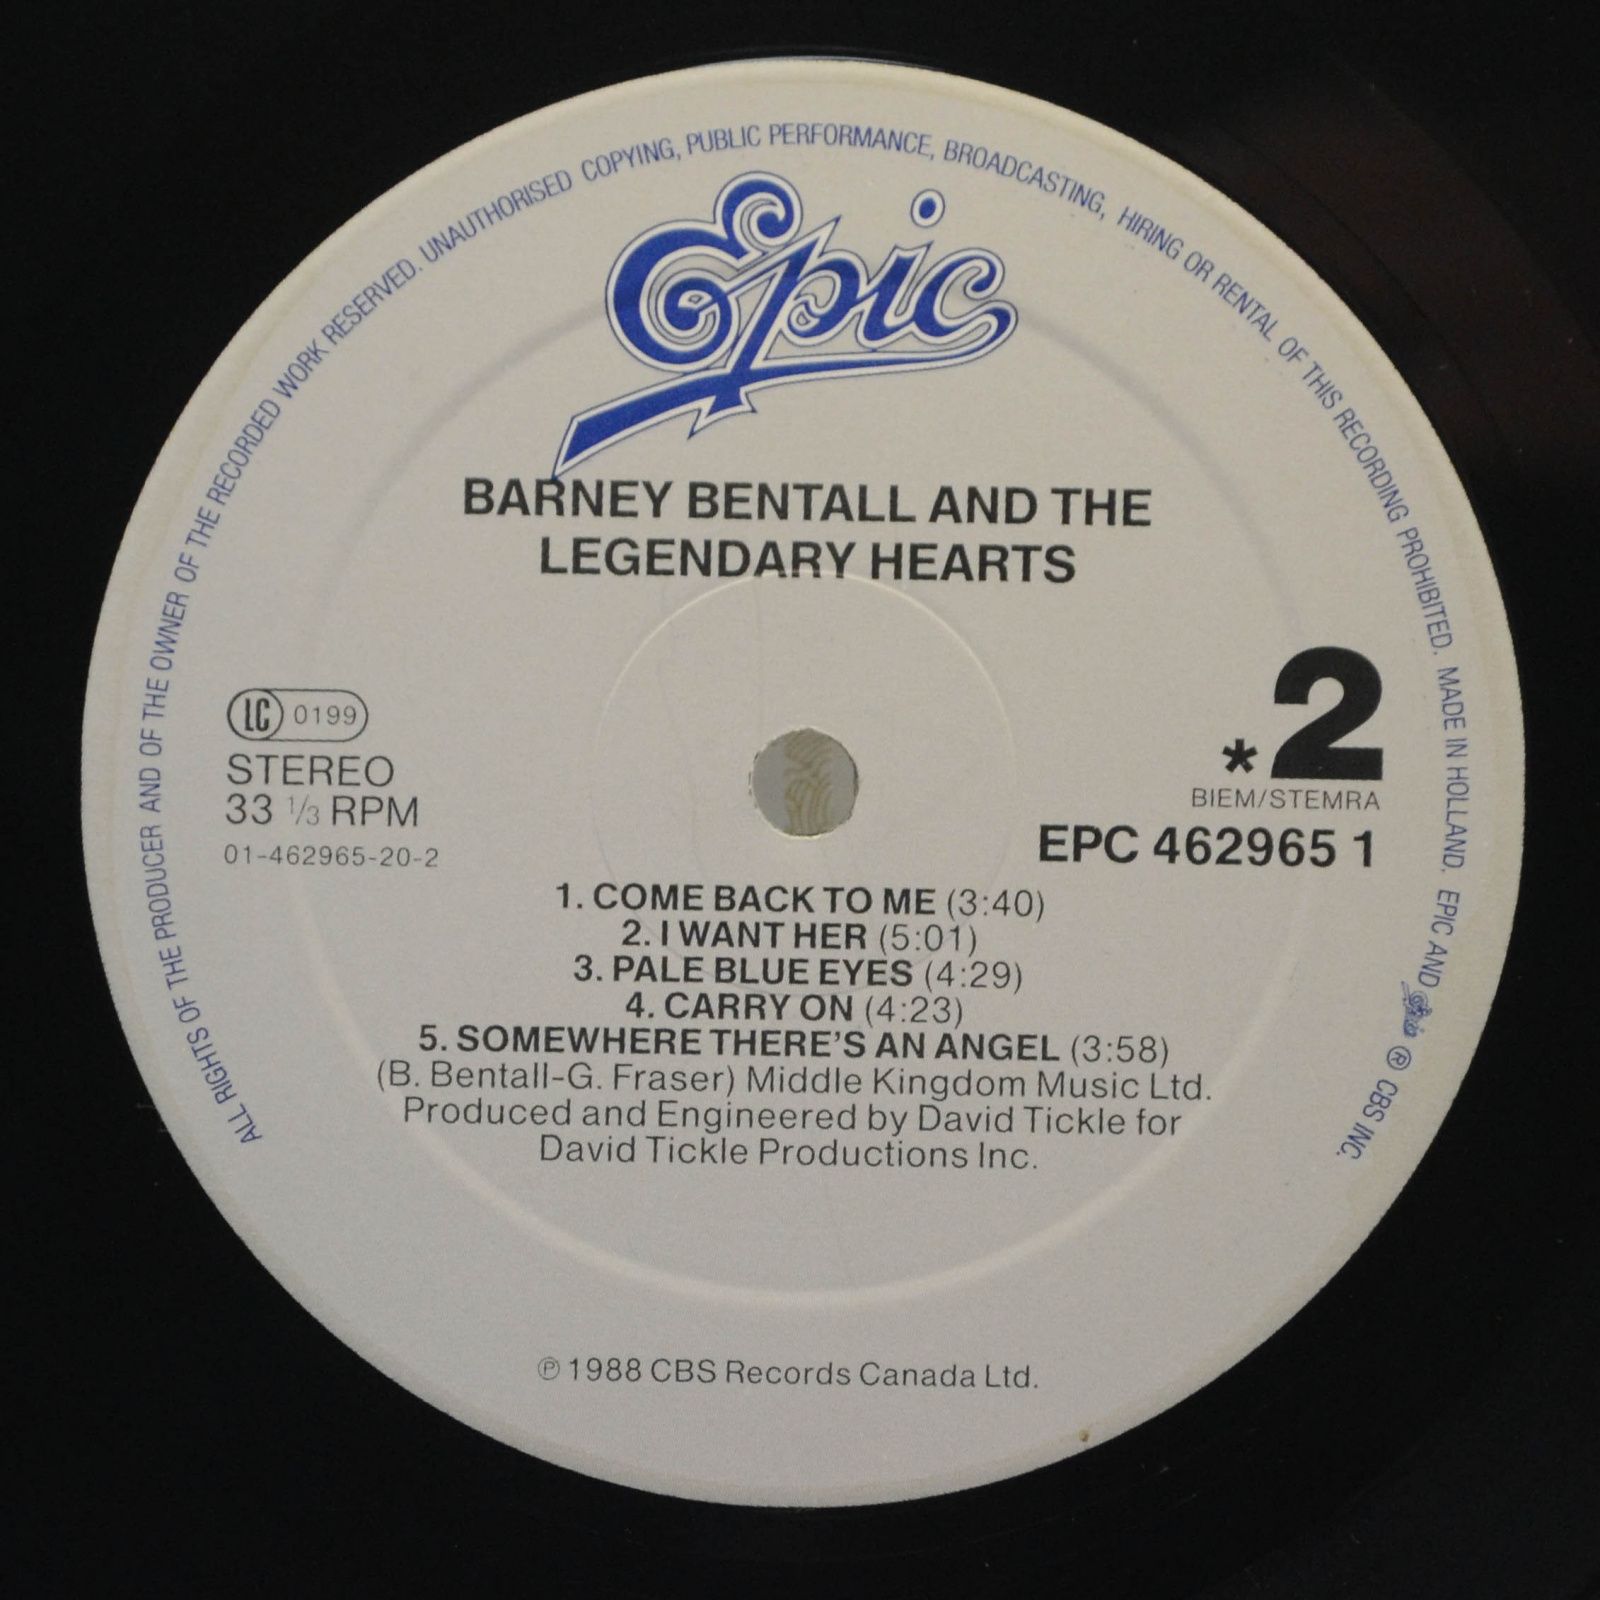 ALL RIGHTS OF THE PRODUCER AND OF THE OWNER OF THE RECORDED WORK RESERVED. UNAUTHORISED COPYING, PUBLIC PERFORMANCE, BROADCASTING, HIRING OR RENTAL OF THIS RECORDING PROHIBITED. MADE IN HOLLAND. EPIC AND Epic ® CBS INC.
Epic
BARNEY BENTALL AND THE
LEGENDARY HEARTS
LC 0199
STEREO
33 1/3 RPM
01-462965-20-2
*2
BIEM/STEMRA
EPC 462965 1
1. COME BACK TO ME (3:40)
2. I WANT HER (5:01)
3. PALE BLUE EYES (4:29)
4. CARRY ON (4:23)
5. SOMEWHERE THERE'S AN ANGEL (3:58)
(B. Bentall-G. Fraser) Middle Kingdom Music Ltd.
Produced and Engineered by David Tickle for
David Tickle Productions Inc.
℗ 1988 CBS Records Canada Ltd.